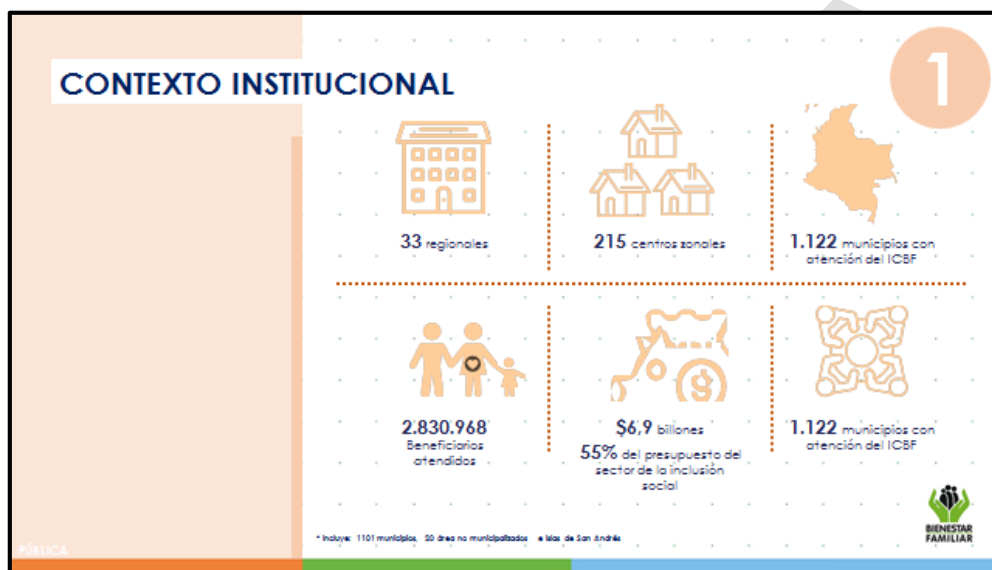 CONTEXTO INSTITUCIONAL
1
33 regionales
215 centros zonales
1.122 municipios con
atención del ICBF
2.830.968
Beneficiarios
atendidos
$6,9 billones
55% del presupuesto del
sector de la inclusión
social
1.122 municipios con
atención del ICBF
BIENESTAR
FAMILIAR
* Incluye: 1101 municipios, 20 área no municipalizados e Islas de San Andrés
PÚBLICA